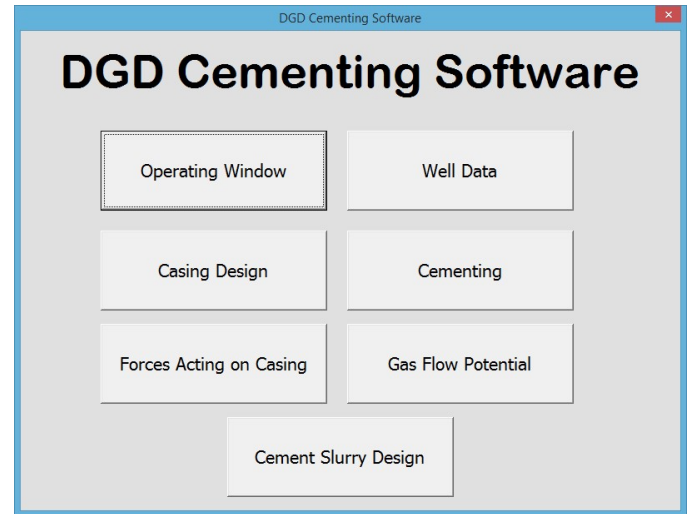 DGD Cementing Software
DGD Cementing Software
Operating Window
Well Data
Casing Design
Cementing
Forces Acting on Casing
Gas Flow Potential
Cement Slurry Design